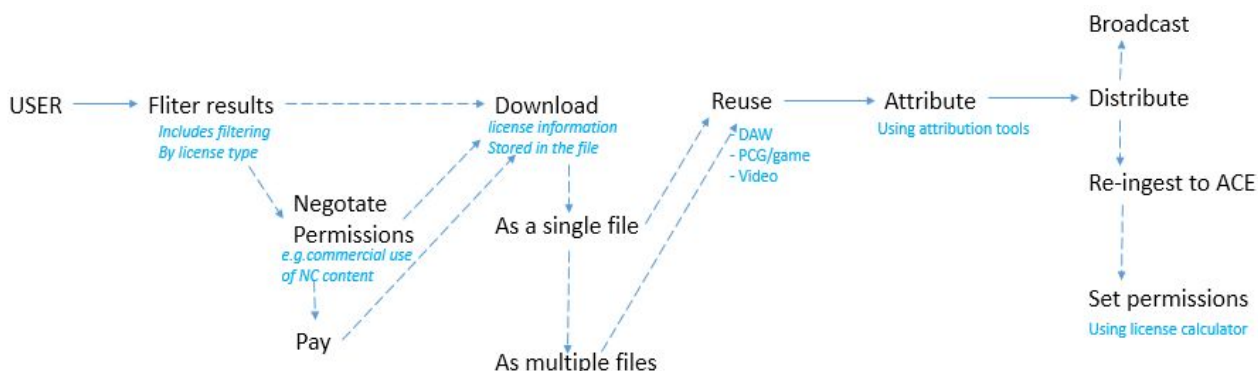 Broadcast
USER
Fliter results
Includes filtering
By license type
Download
license information
Stored in the file
Reuse
- DAW
- PCG/game
- Video
Attribute
Using attribution tools
Distribute
Re-ingest to ACE
Negotate
Permissions
e.g.commercial use
of NC content
As a single file
Set permissions
Using license calculator
Pay
As multiple files